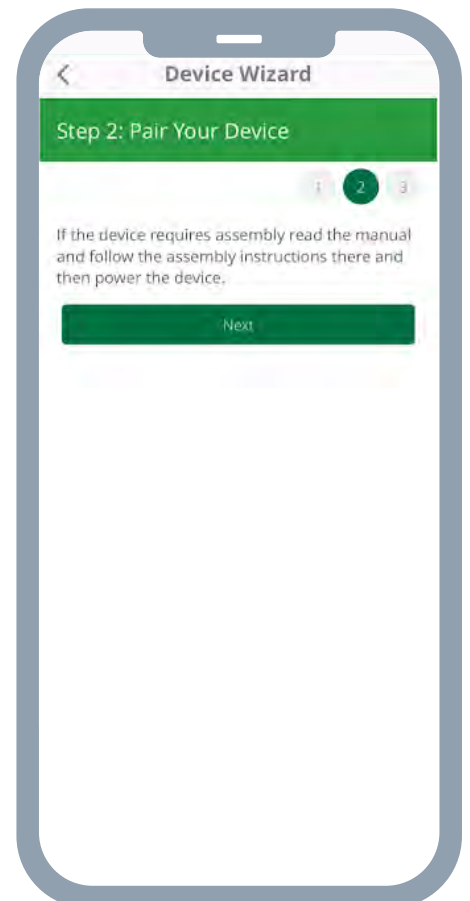 Device Wizard
Step 2: Pair Your Device
1 2 3
If the device requires assembly read the manual
and follow the assembly instructions there and
then power the device.
Next